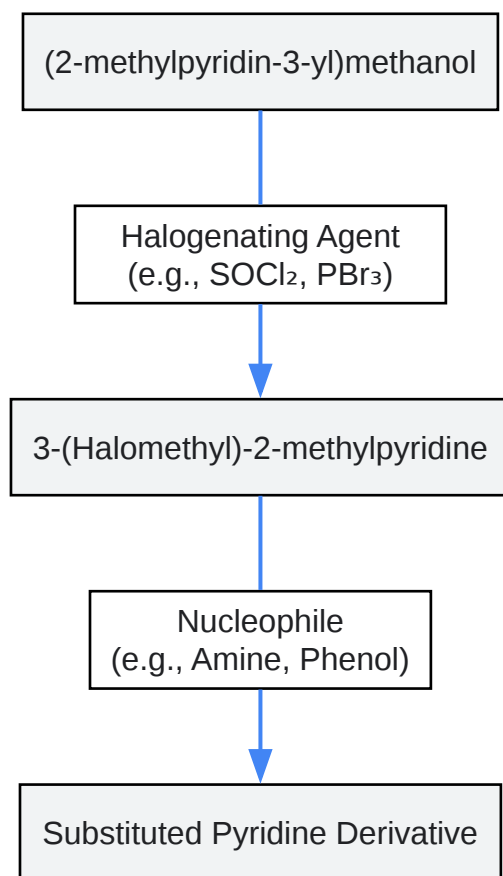 (2-methylpyridin-3-yl)methanol
Halogenating Agent
(e.g., SOCl₂, PBr₃)
3-(Halomethyl)-2-methylpyridine
Nucleophile
(e.g., Amine, Phenol)
Substituted Pyridine Derivative